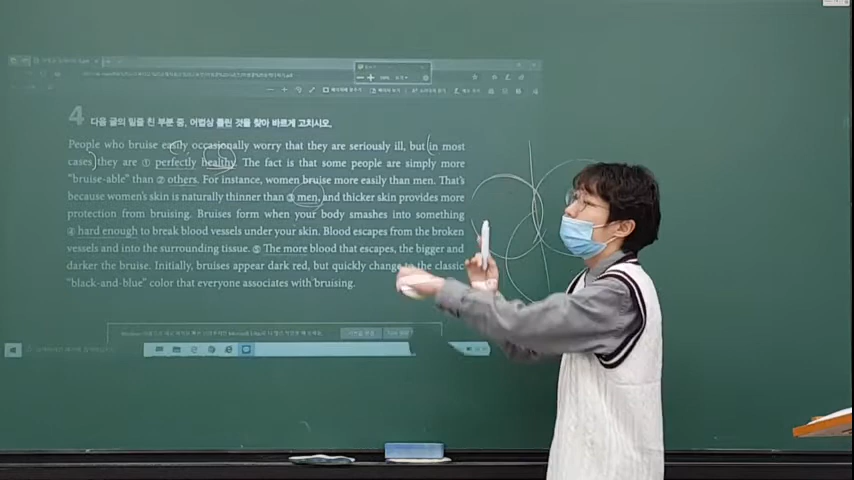 4 다음 글의 밑줄 친 부분 중, 어법상 틀린 것을 찾아 바르게 고치시오.
People who bruise easily occasionally worry that they are seriously ill, but in most
cases they are ① perfectly healthy. The fact is that some people are simply more
"bruise-able" than ② others. For instance, women bruise more easily than men. That's
because women's skin is naturally thinner than ③ men, and thicker skin provides more
protection from bruising. Bruises form when your body smashes into something
④ hard enough to break blood vessels under your skin. Blood escapes from the broken
vessels and into the surrounding tissue. ⑤ The more blood that escapes, the bigger and
darker the bruise. Initially, bruises appear dark red, but quickly change to the classic
"black-and-blue" color that everyone associates with bruising.